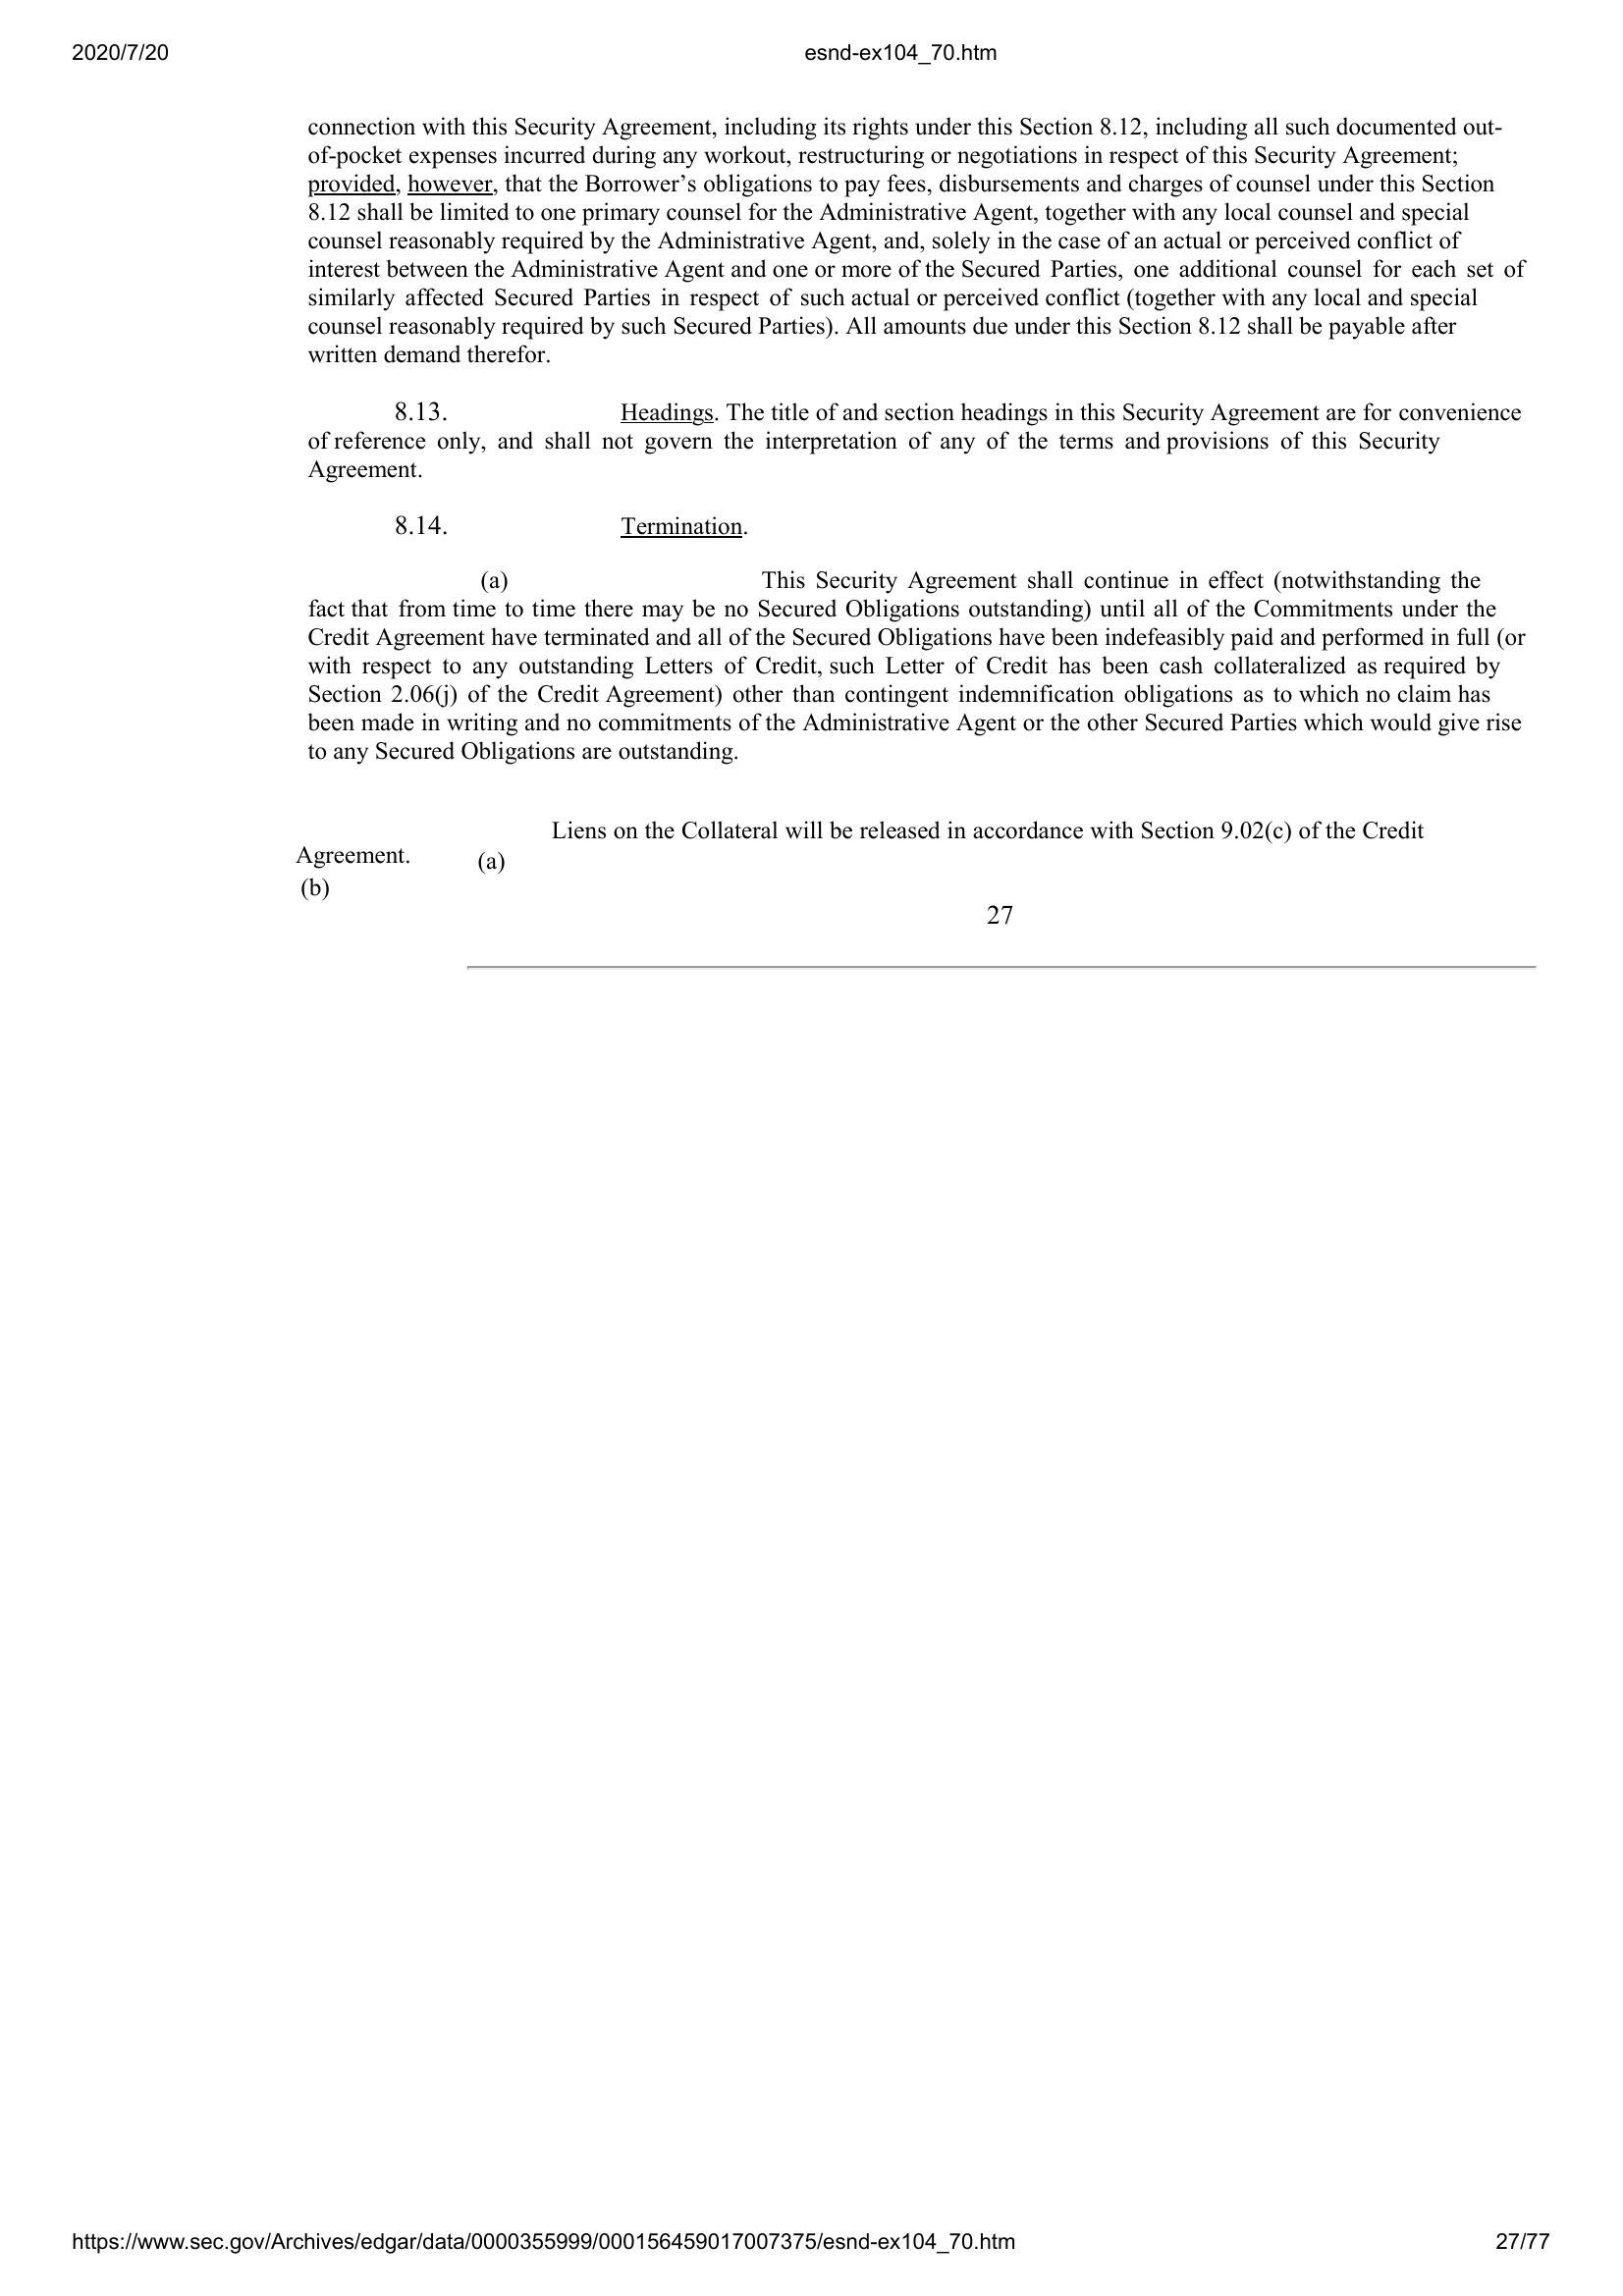 2020/7/20 esnd-ex104_70.htm
connection with this Security Agreement, including its rights under this Section 8.12, including all such documented out-
of-pocket expenses incurred during any workout, restructuring or negotiations in respect of this Security Agreement;
provided, however, that the Borrower’s obligations to pay fees, disbursements and charges of counsel under this Section
8.12 shall be limited to one primary counsel for the Administrative Agent, together with any local counsel and special
counsel reasonably required by the Administrative Agent, and, solely in the case of an actual or perceived conflict of
interest between the Administrative Agent and one or more of the Secured Parties, one additional counsel for each set of
similarly affected Secured Parties in respect of such actual or perceived conflict (together with any local and special
counsel reasonably required by such Secured Parties). All amounts due under this Section 8.12 shall be payable after
written demand therefor.
8.13. Headings. The title of and section headings in this Security Agreement are for convenience
of reference only, and shall not govern the interpretation of any of the terms and provisions of this Security
Agreement.
8.14. Termination.
(a) This Security Agreement shall continue in effect (notwithstanding the
fact that from time to time there may be no Secured Obligations outstanding) until all of the Commitments under the
Credit Agreement have terminated and all of the Secured Obligations have been indefeasibly paid and performed in full (or
with respect to any outstanding Letters of Credit, such Letter of Credit has been cash collateralized as required by
Section 2.06(j) of the Credit Agreement) other than contingent indemnification obligations as to which no claim has
been made in writing and no commitments of the Administrative Agent or the other Secured Parties which would give rise
to any Secured Obligations are outstanding.
Liens on the Collateral will be released in accordance with Section 9.02(c) of the Credit
Agreement. (a)
(b)
27
https://www.sec.gov/Archives/edgar/data/0000355999/000156459017007375/esnd-ex104_70.htm 27/77